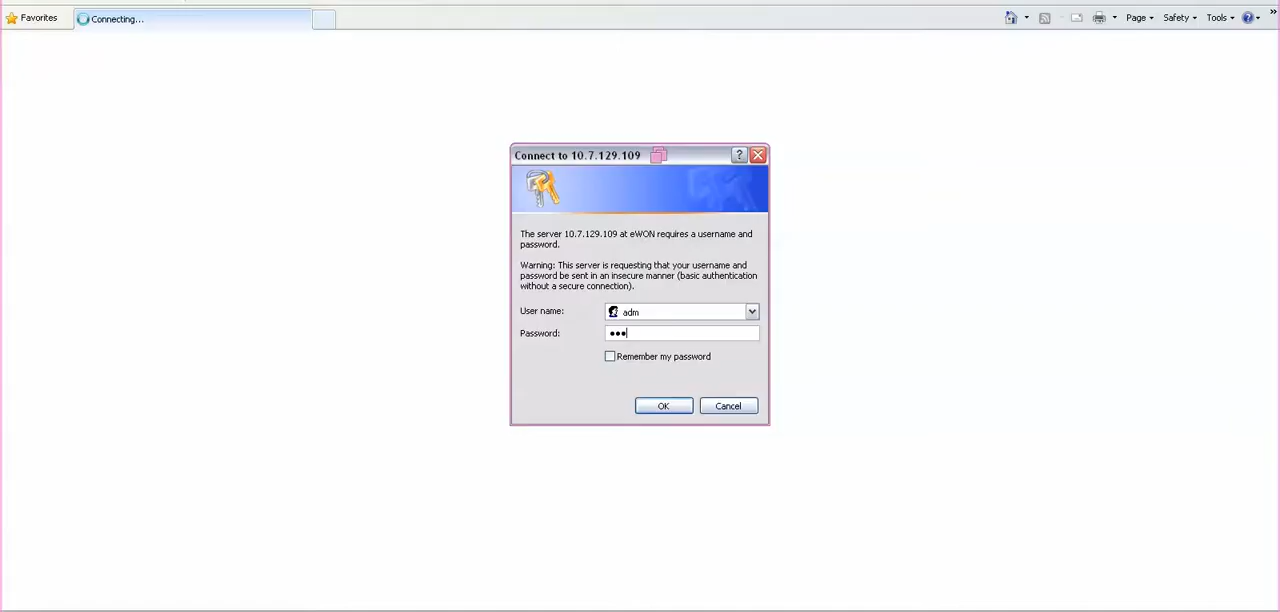 Favorites
Connecting...
Page
Safety
Tools
Connect to 10.7.129.109
The server 10.7.129.109 at eWON requires a username and
password.
Warning: This server is requesting that your username and
password be sent in an insecure manner (basic authentication
without a secure connection).
User name:
adm
Password:
●●●
Remember my password
OK
Cancel